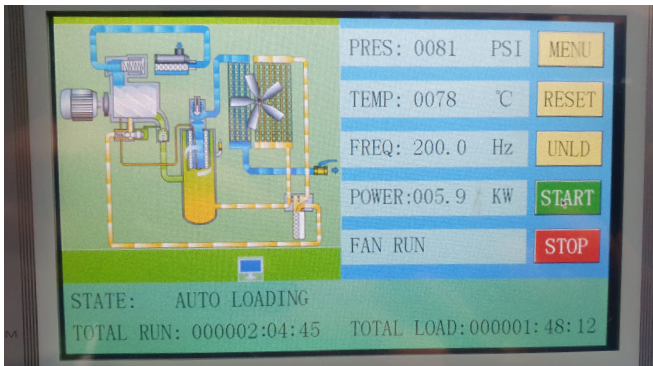 PRES: 0081 PSI MENU
TEMP: 0078 ℃ RESET
FREQ: 200.0 Hz UNLD
POWER:005.9 KW START
FAN RUN STOP
STATE: AUTO LOADING
TOTAL RUN: 000002:04:45 TOTAL LOAD:000001:48:12
M